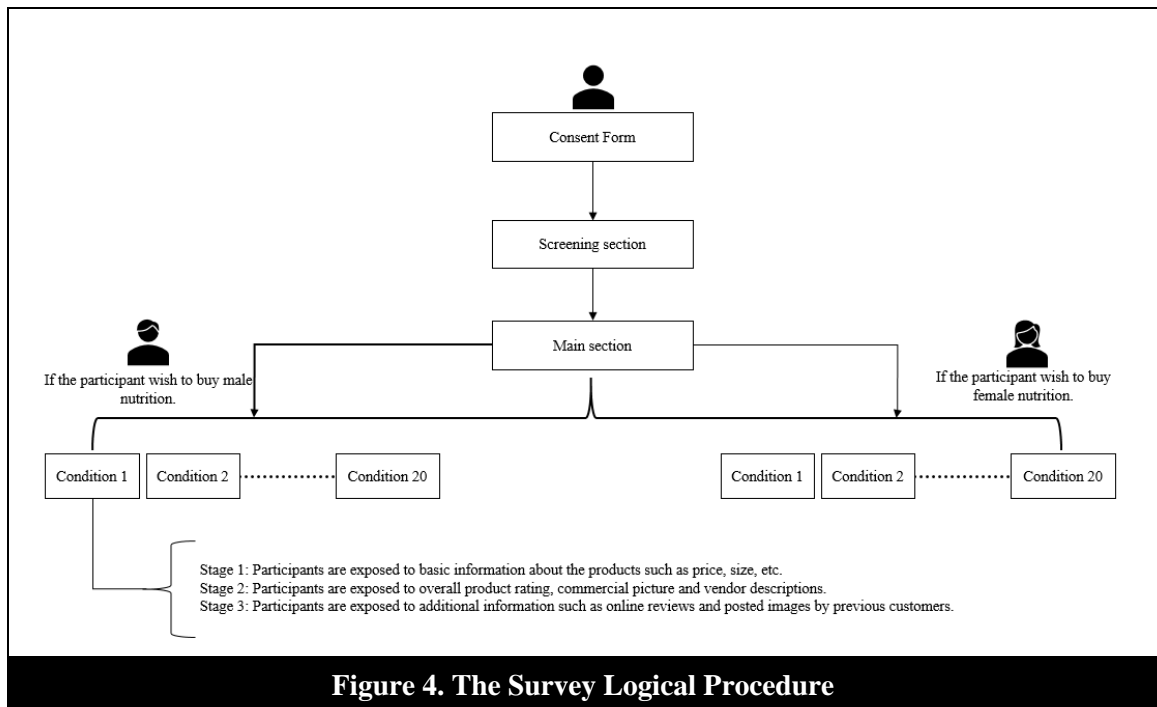 Consent Form
Screening section
Main section
If the participant wish to buy male
nutrition.
If the participant wish to buy
female nutrition.
Condition 1
Condition 2
Condition 20
Condition 1
Condition 2
Condition 20
Stage 1: Participants are exposed to basic information about the products such as price, size, etc.
Stage 2: Participants are exposed to overall product rating, commercial picture and vendor descriptions.
Stage 3: Participants are exposed to additional information such as online reviews and posted images by previous customers.
Figure 4. The Survey Logical Procedure